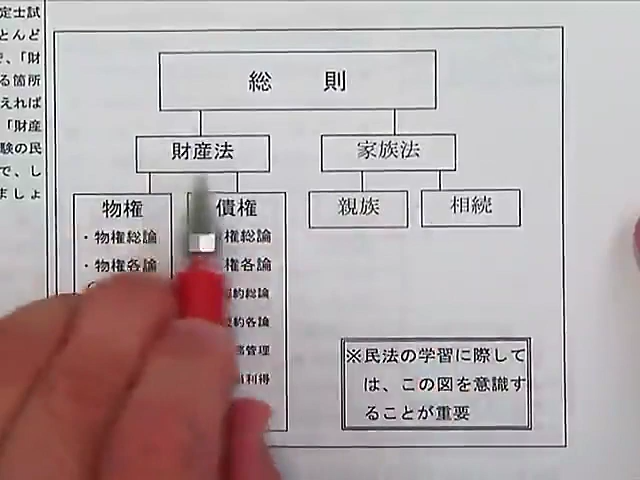 定士試
とんど
で、「財
る箇所
えれば
「財産
験の民
で、し
ましょ
総 則
財産法
家族法
物権
債権
親族
相続
・物権総論
・物権各論
権総論
権各論
約総論
約各論
管理
利得
※民法の学習に際して
は、この図を意識す
ることが重要